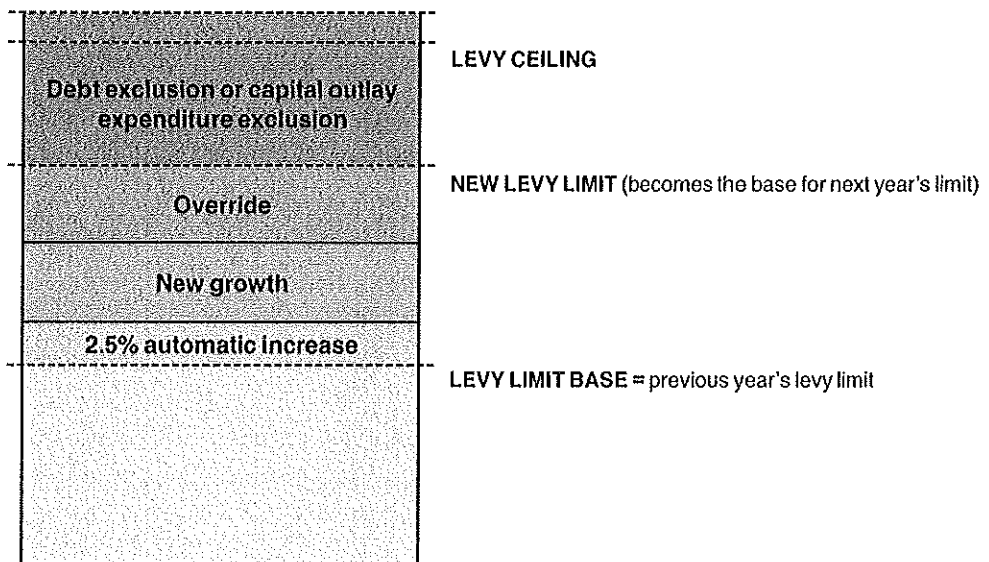 LEVY CEILING
Debt exclusion or capital outlay
expenditure exclusion
NEW LEVY LIMIT (becomes the base for next year's limit)
Override
New growth
2.5% automatic increase
LEVY LIMIT BASE = previous year's levy limit